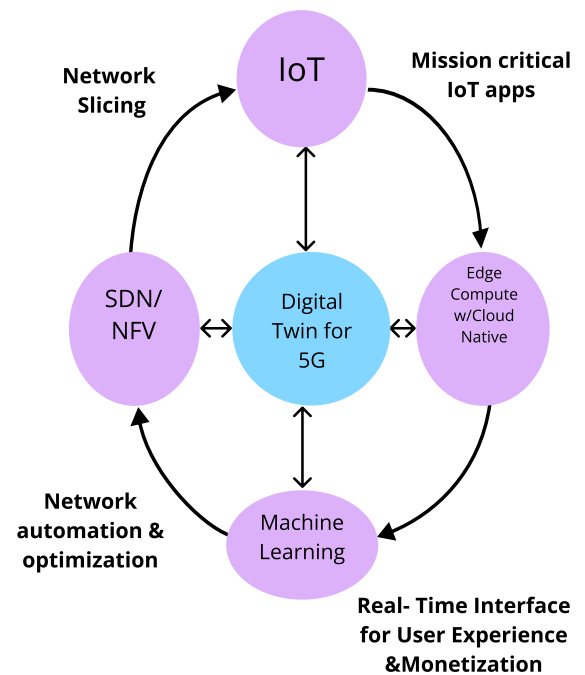 IoT
Mission critical
IoT apps
Network
Slicing
Edge
Compute
w/Cloud
Native
SDN/
NFV
Digital
Twin for
5G
Network
automation &
optimization
Machine
Learning
Real- Time Interface
for User Experience
&Monetization